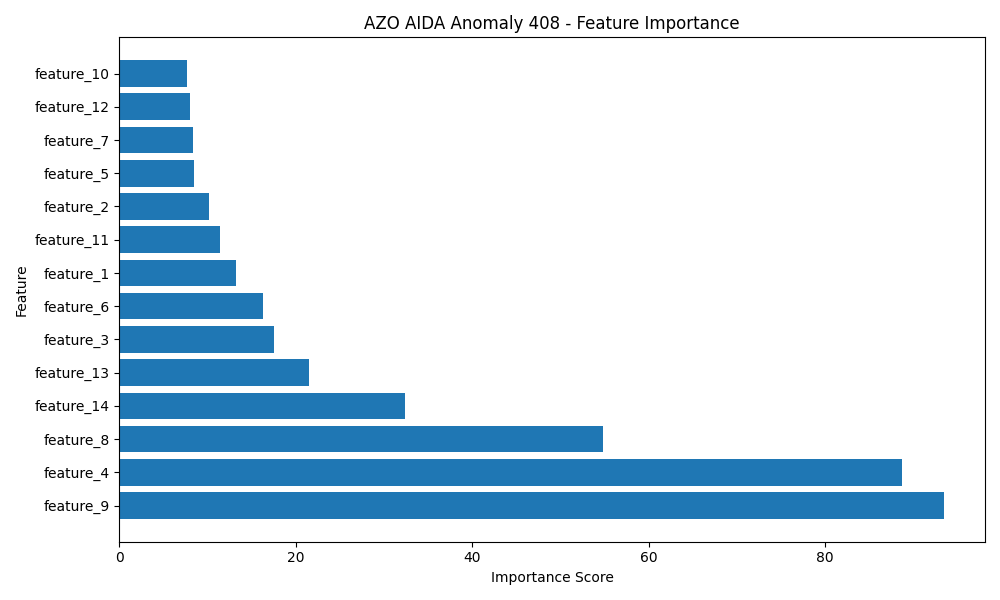 AZO AIDA Anomaly 408 - Feature Importance
feature_10
feature_12
feature_7
feature_5
feature_2
feature_11
feature_1
feature_6
feature_3
feature_13
feature_14
feature_8
feature_4
feature_9
Feature
0 20 40 60 80
Importance Score